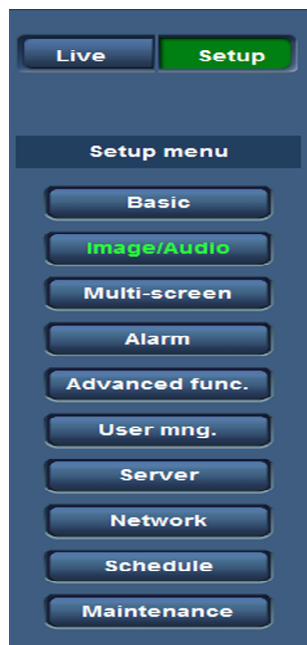 Live Setup
Setup menu
Basic
Image/Audio
Multi-screen
Alarm
Advanced func.
User mng.
Server
Network
Schedule
Maintenance